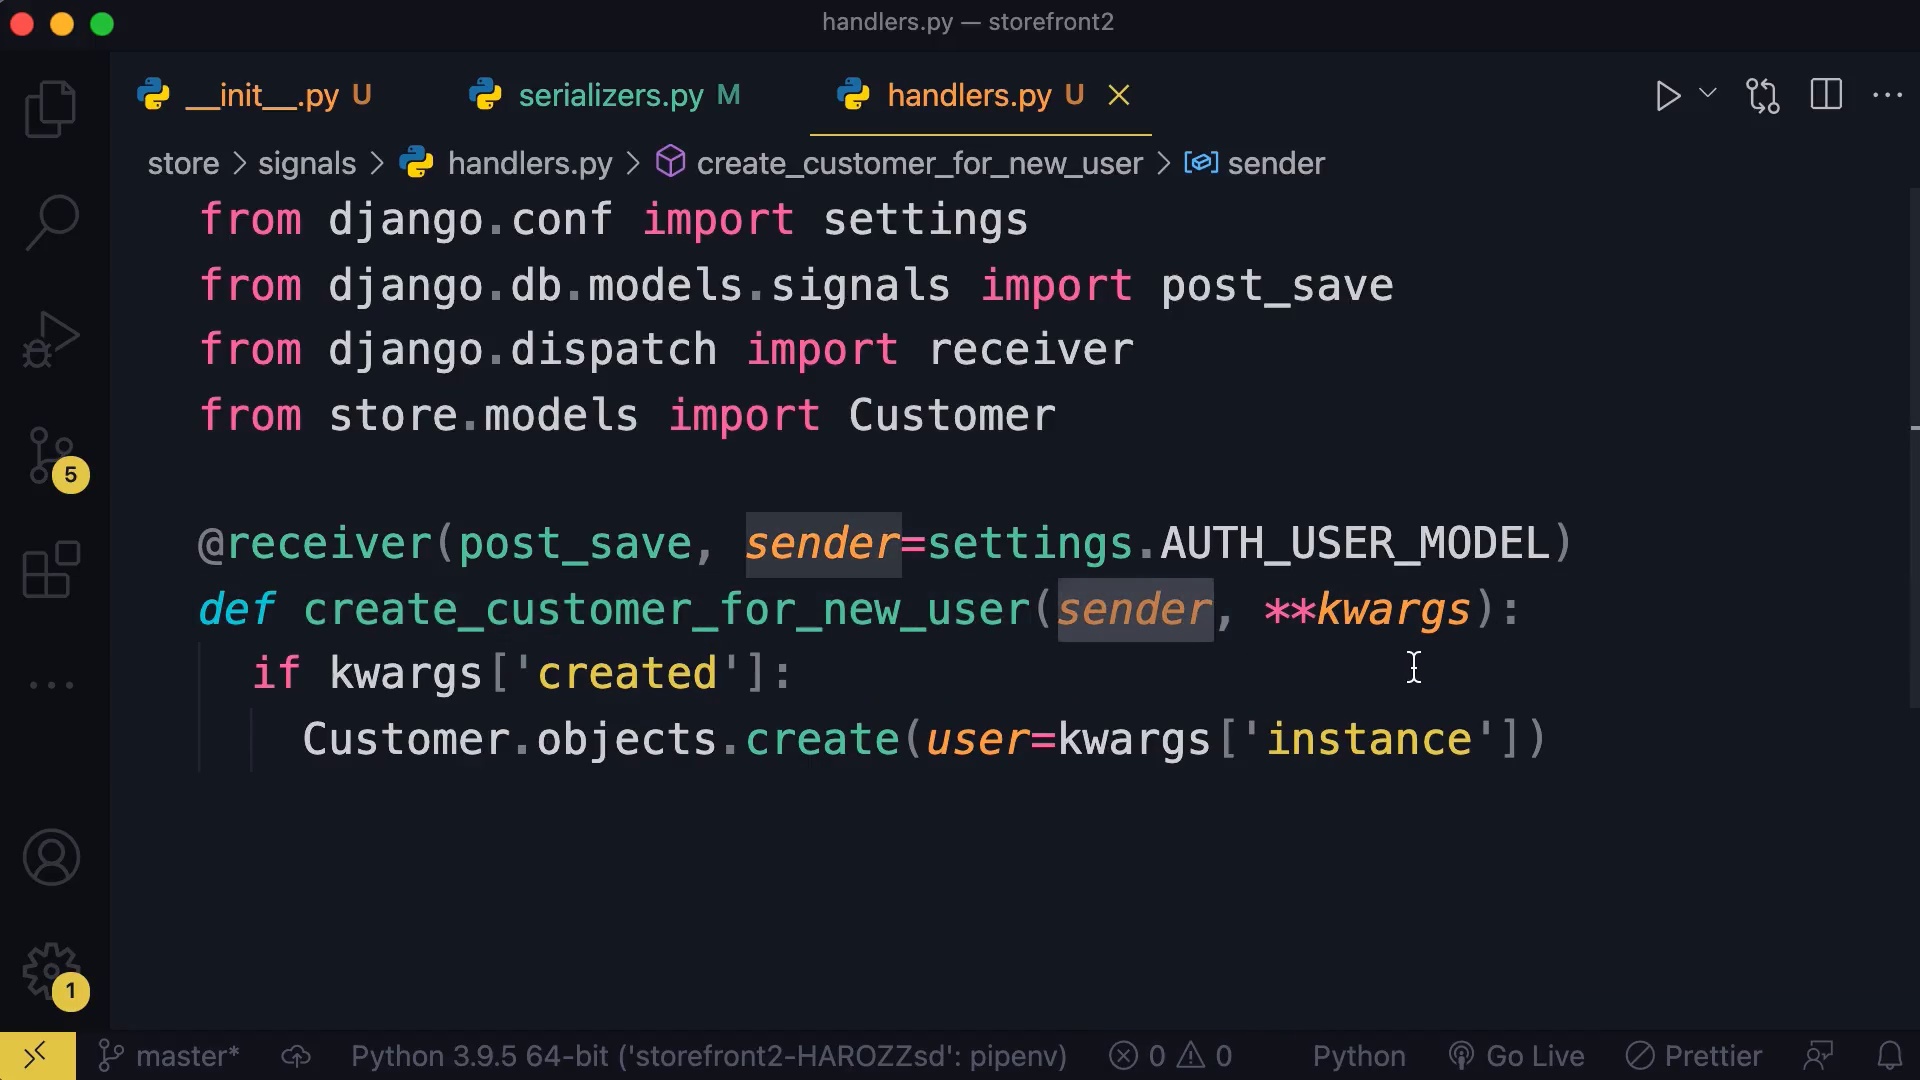 handlers.py — storefront2
__init__.py U serializers.py M handlers.py U
store > signals > handlers.py > create_customer_for_new_user > sender
from django.conf import settings
from django.db.models.signals import post_save
from django.dispatch import receiver
from store.models import Customer
@receiver(post_save, sender=settings.AUTH_USER_MODEL)
def create_customer_for_new_user(sender, **kwargs):
  if kwargs['created']:
    Customer.objects.create(user=kwargs['instance'])
5
1
master* Python 3.9.5 64-bit ('storefront2-HAROZZsd': pipenv) 0 0 Python Go Live Prettier